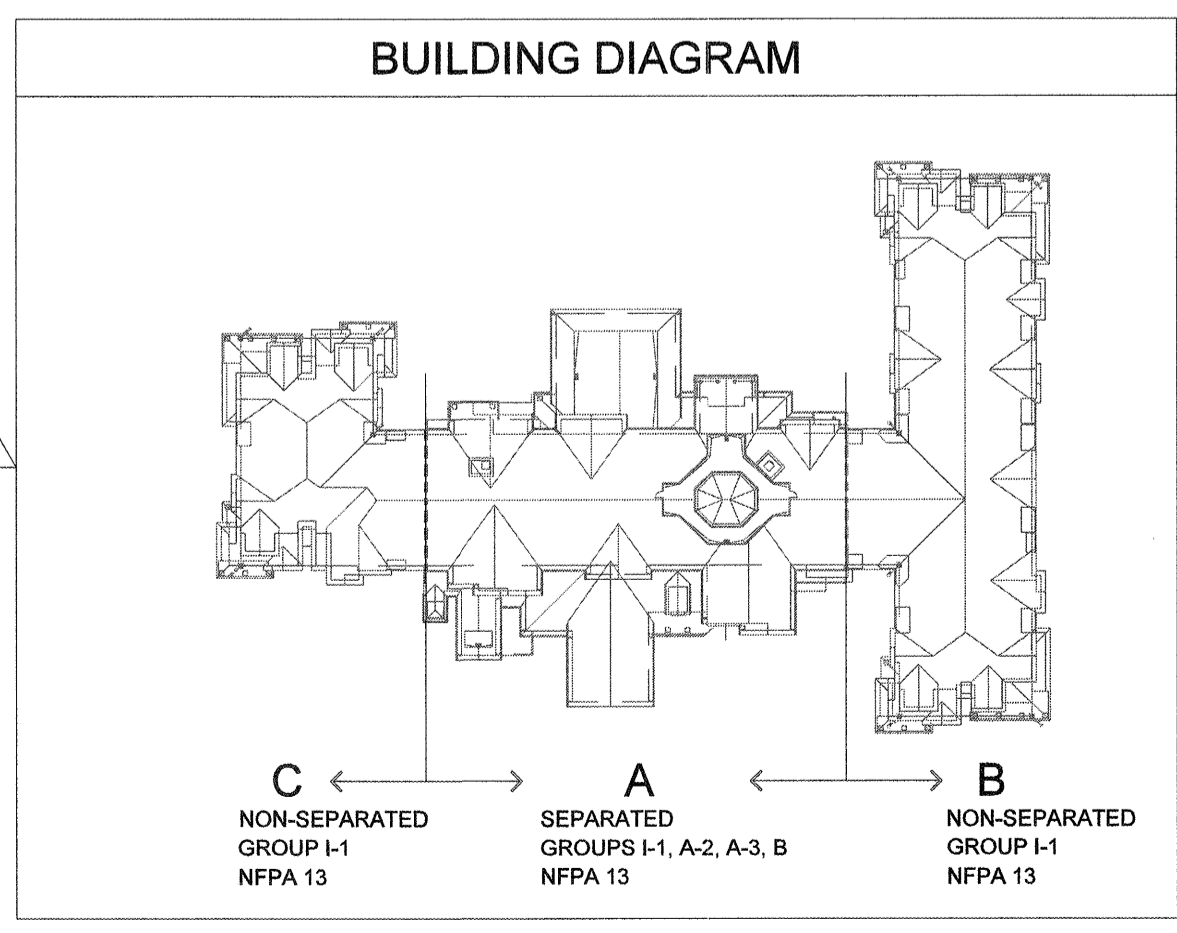 BUILDING DIAGRAM
C
NON-SEPARATED
GROUP I-1
NFPA 13
A
SEPARATED
GROUPS I-1, A-2, A-3, B
NFPA 13
B
NON-SEPARATED
GROUP I-1
NFPA 13